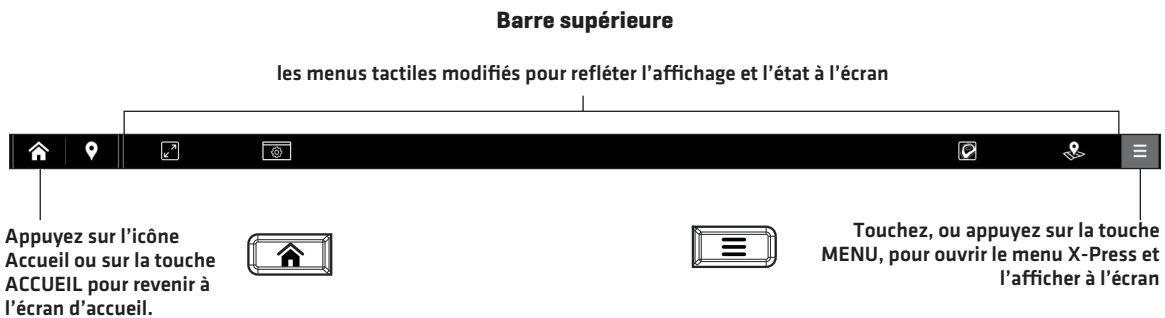 Barre supérieure
les menus tactiles modifiés pour refléter l'affichage et l'état à l'écran
Appuyez sur l'icône
Accueil ou sur la touche
ACCUEIL pour revenir à
l'écran d'accueil.
Touchez, ou appuyez sur la touche
MENU, pour ouvrir le menu X-Press et
l'afficher à l'écran